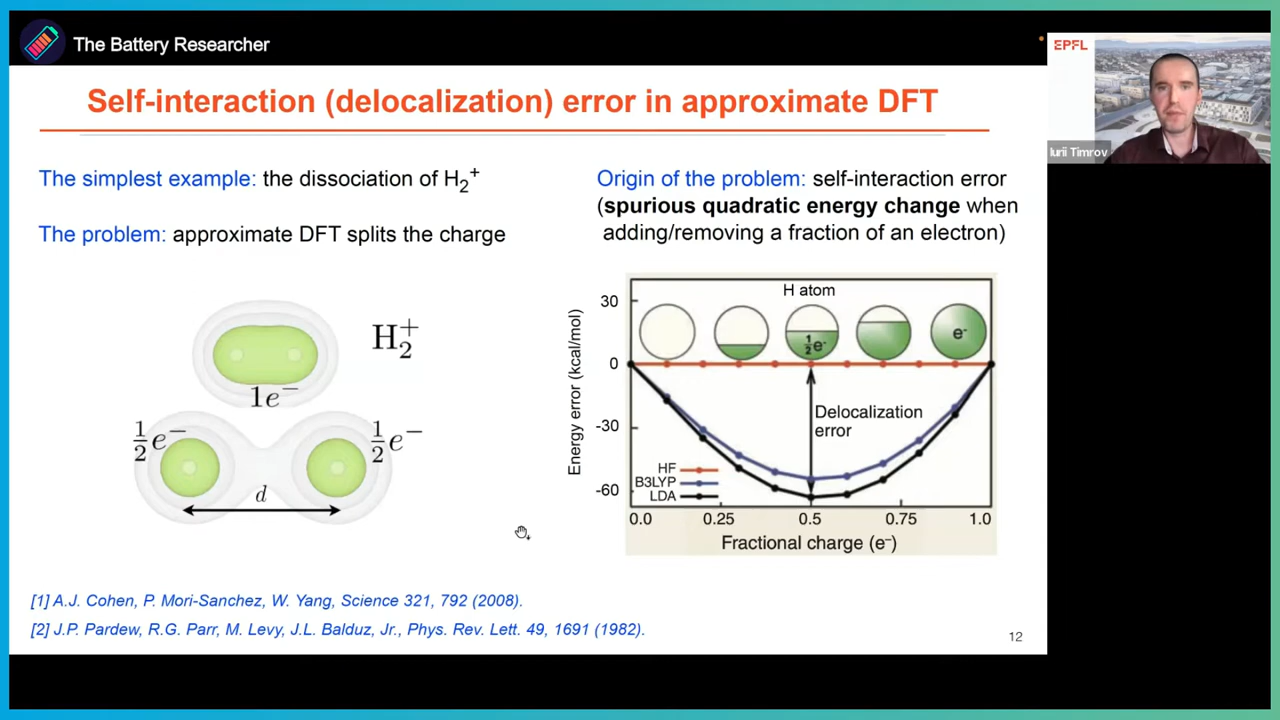 The Battery Researcher
EPFL
Iurii Timrov
Self-interaction (delocalization) error in approximate DFT
The simplest example: the dissociation of H₂⁺
The problem: approximate DFT splits the charge
H₂⁺
1e⁻
½e⁻
½e⁻
d
Origin of the problem: self-interaction error
(spurious quadratic energy change when
adding/removing a fraction of an electron)
H atom
½e⁻
e⁻
Energy error (kcal/mol)
30
0
-30
-60
Delocalization
error
HF
B3LYP
LDA
0.0 0.25 0.5 0.75 1.0
Fractional charge (e⁻)
[1] A.J. Cohen, P. Mori-Sanchez, W. Yang, Science 321, 792 (2008).
[2] J.P. Pardew, R.G. Parr, M. Levy, J.L. Balduz, Jr., Phys. Rev. Lett. 49, 1691 (1982).
12